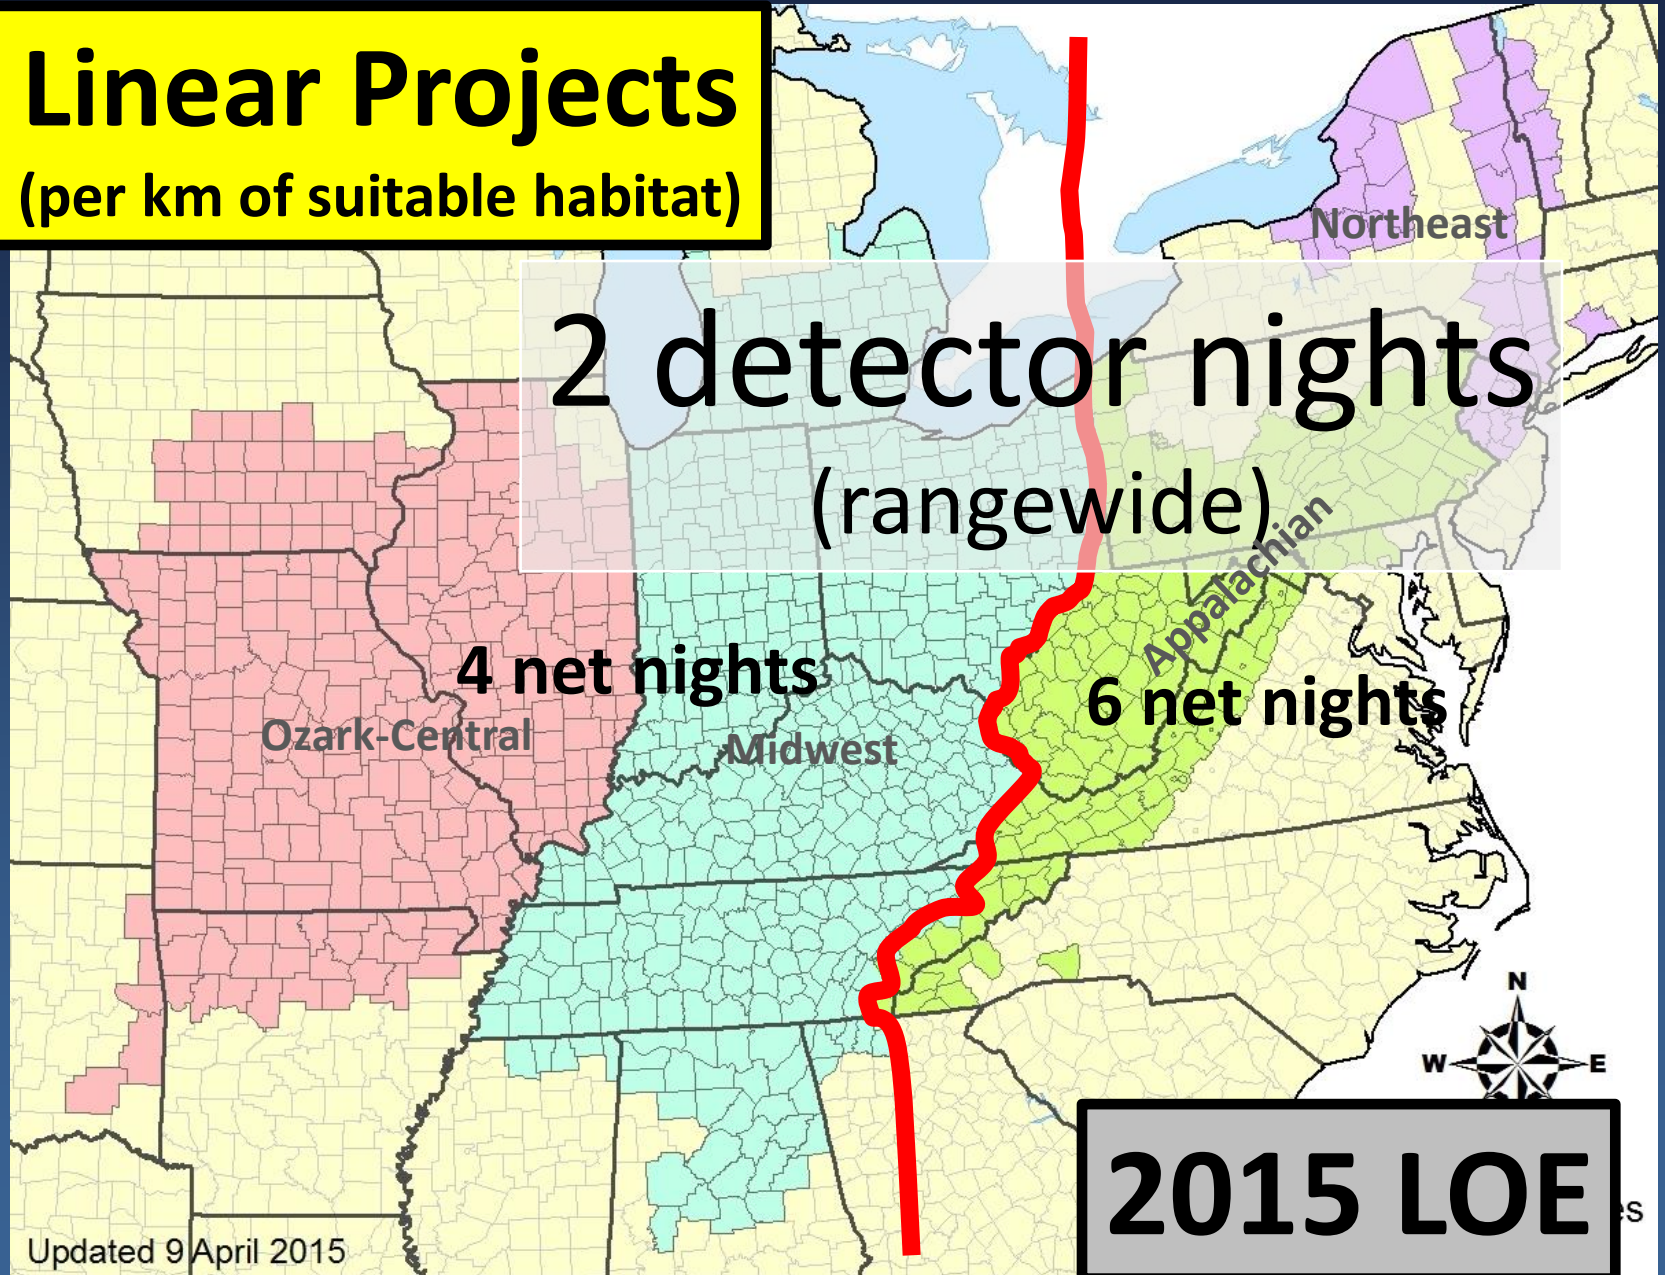 Linear Projects
(per km of suitable habitat)
Northeast
2 detector nights
(rangewide)
Appalachian
4 net nights
6 net nights
Ozark-Central
Midwest
N
W
E
2015 LOE
Updated 9 April 2015